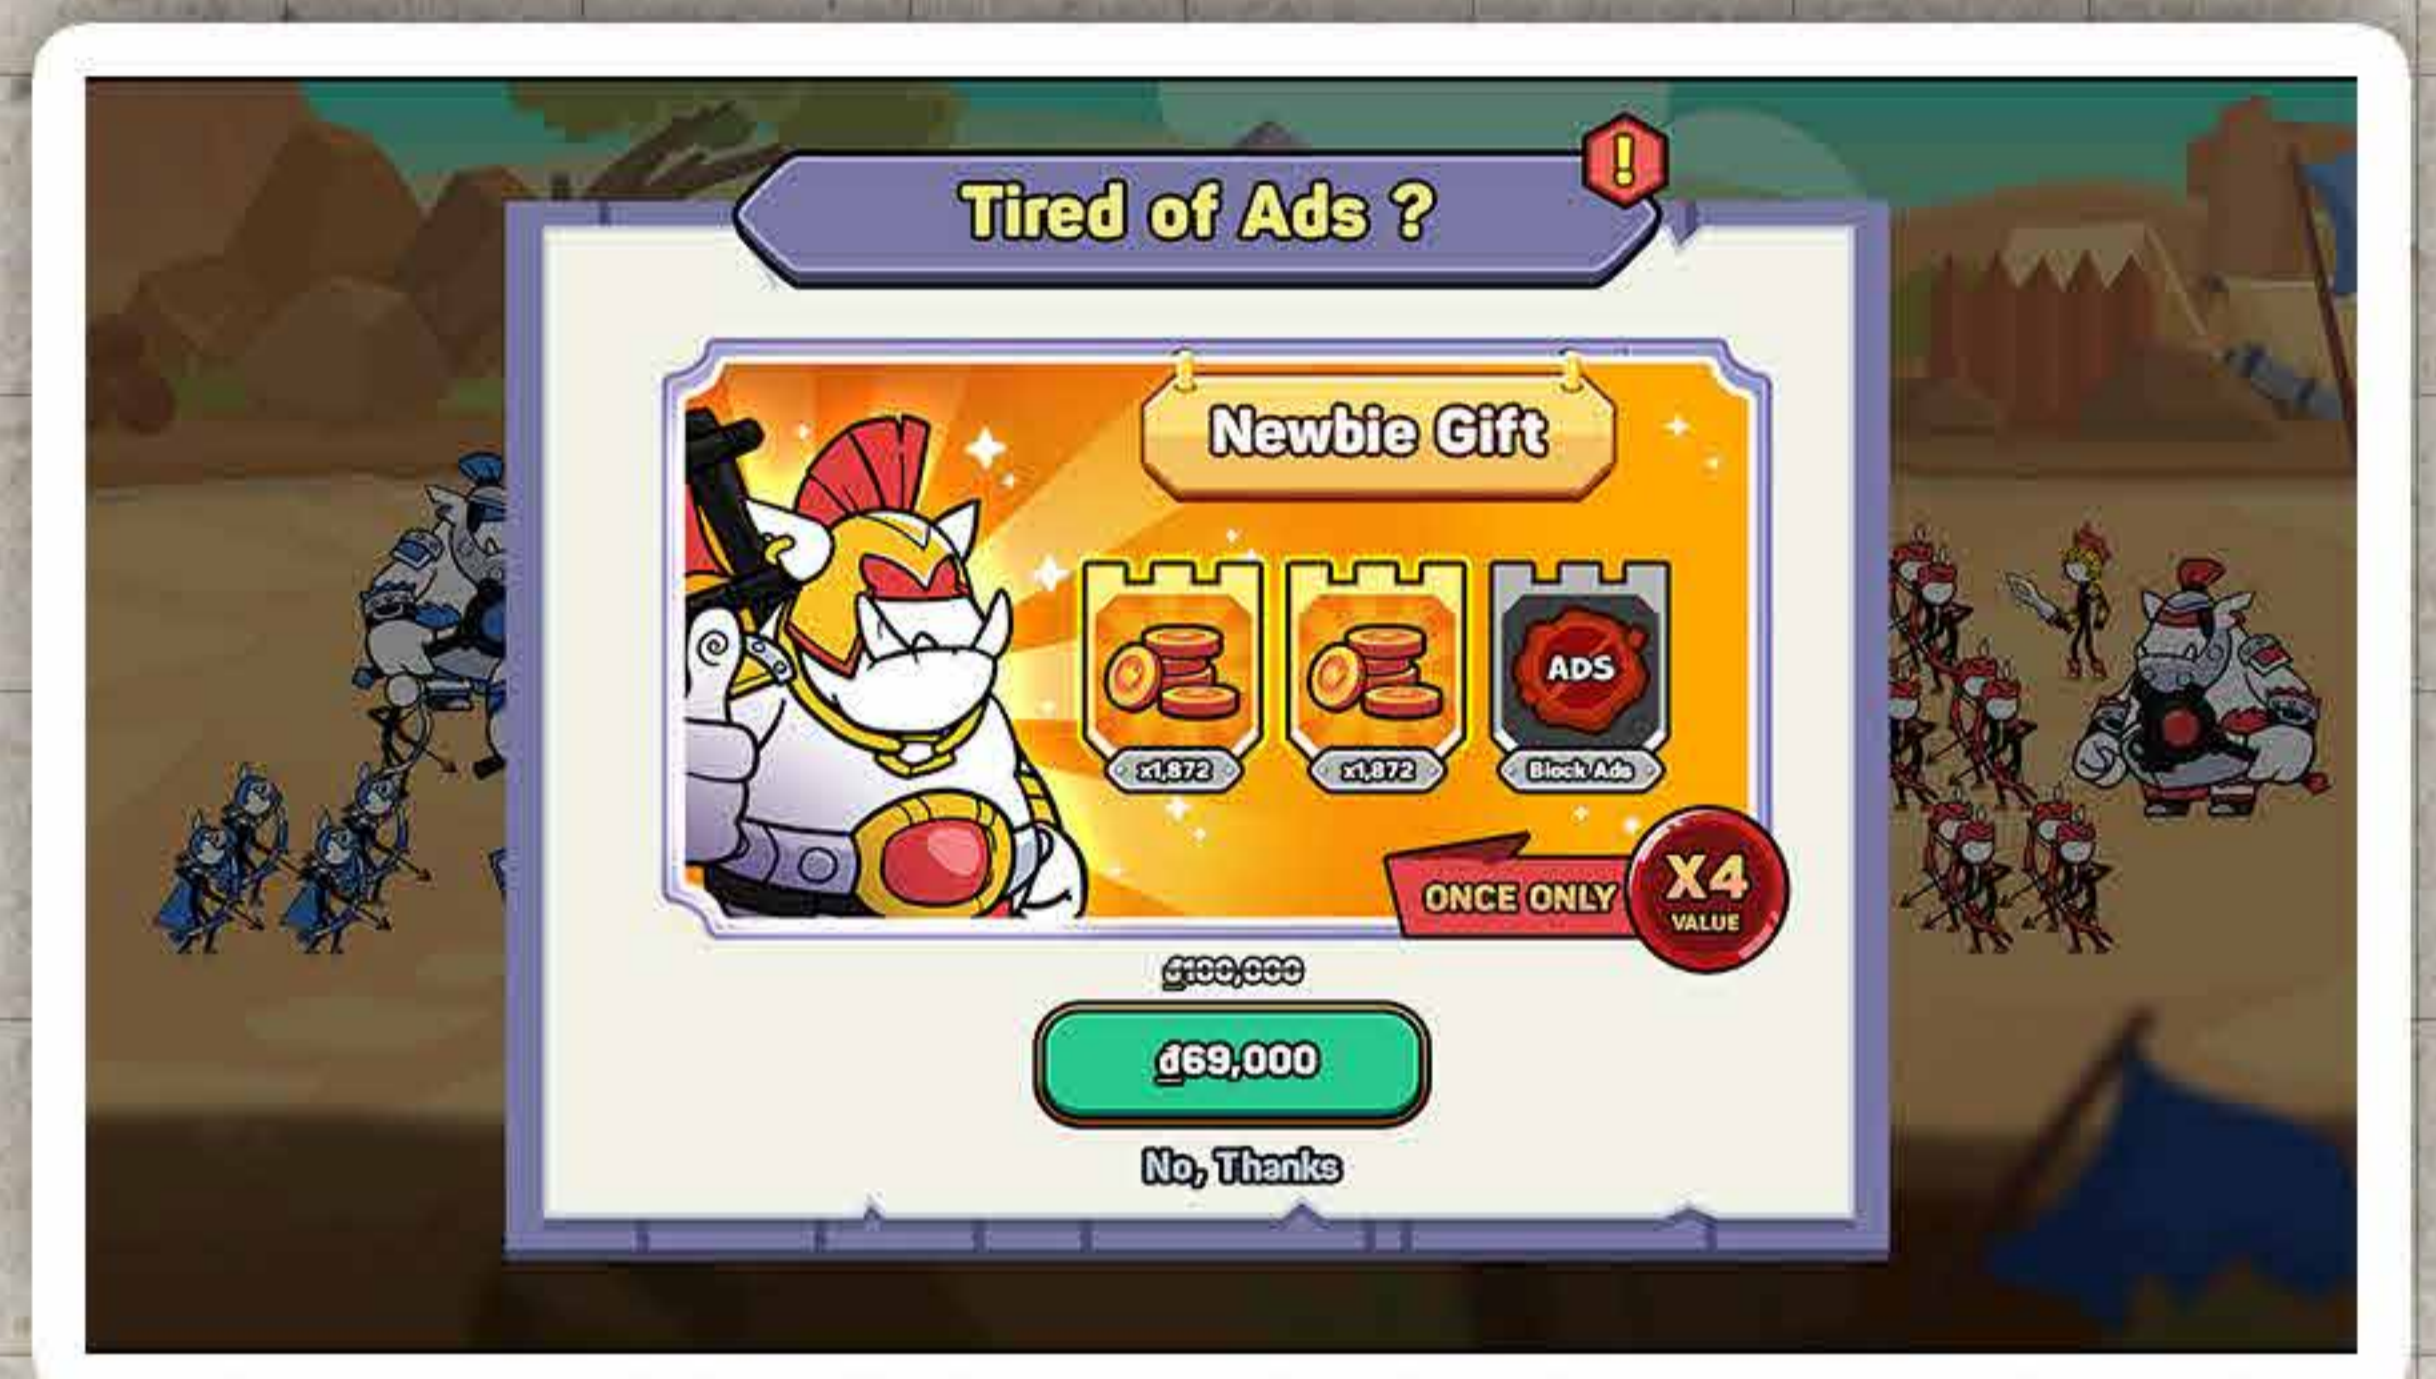 Tired of Ads ?
!
Newbie Gift
ADS
x1,872
x1,872
Block Ads
ONCE ONLY
X4
VALUE
₫100,000
₫69,000
No, Thanks